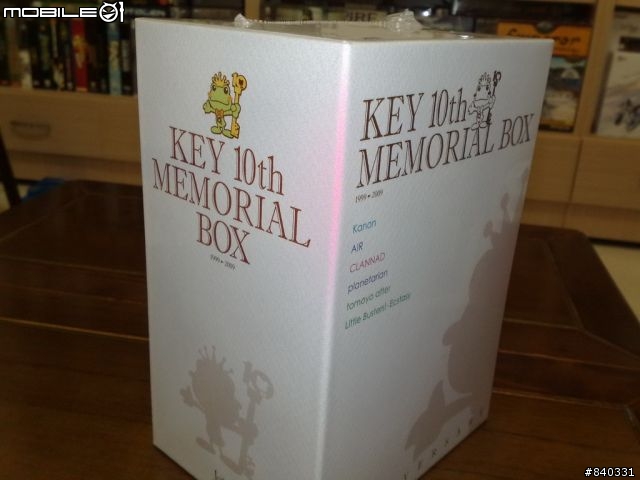 MOBILE01
KEY 10th
MEMORIAL
BOX
1999 ▸ 2009
KEY 10th
MEMORIAL BOX
1999 ▸ 2009
Kanon
AIR
CLANNAD
planetarian
tomoyo after
Little Busters!-Ecstasy
VERSARY
#840331